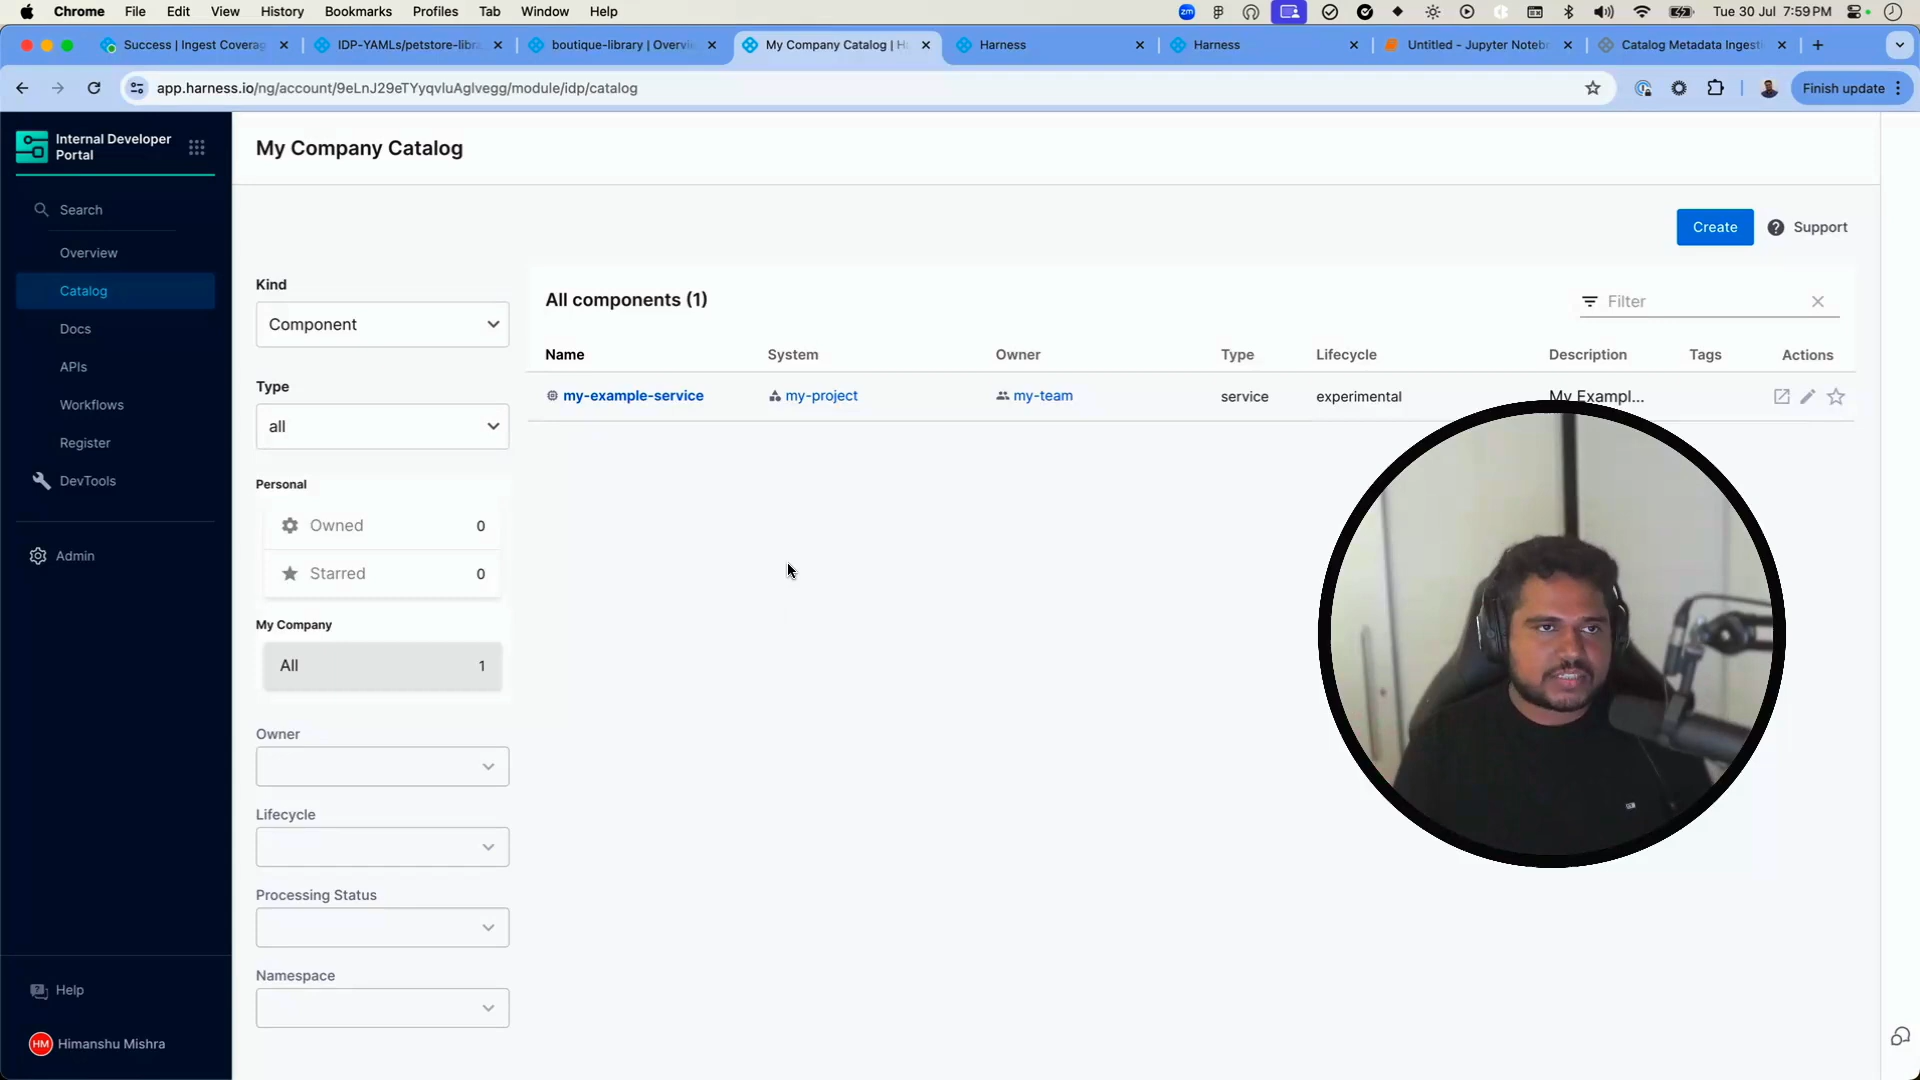 Chrome File Edit View History Bookmarks Profiles Tab Window Help Tue 30 Jul 7:59 PM
Success | Ingest Coverag
IDP-YAMLs/petstore-libra
boutique-library | Overvie
My Company Catalog | H
Harness
Harness
Untitled - Jupyter Notebo
Catalog Metadata Ingesti
app.harness.io/ng/account/9eLnJ29eTYyqvluAglvegg/module/idp/catalog
Finish update
Internal Developer
Portal
Search
Overview
Catalog
Docs
APIs
Workflows
Register
DevTools
Admin
Help
HM Himanshu Mishra
My Company Catalog
Create
Support
Kind
Component
Type
all
Personal
Owned 0
Starred 0
My Company
All 1
Owner
Lifecycle
Processing Status
Namespace
All components (1)
Filter
Name System Owner Type Lifecycle Description Tags Actions
my-example-service my-project my-team service experimental My Exampl...